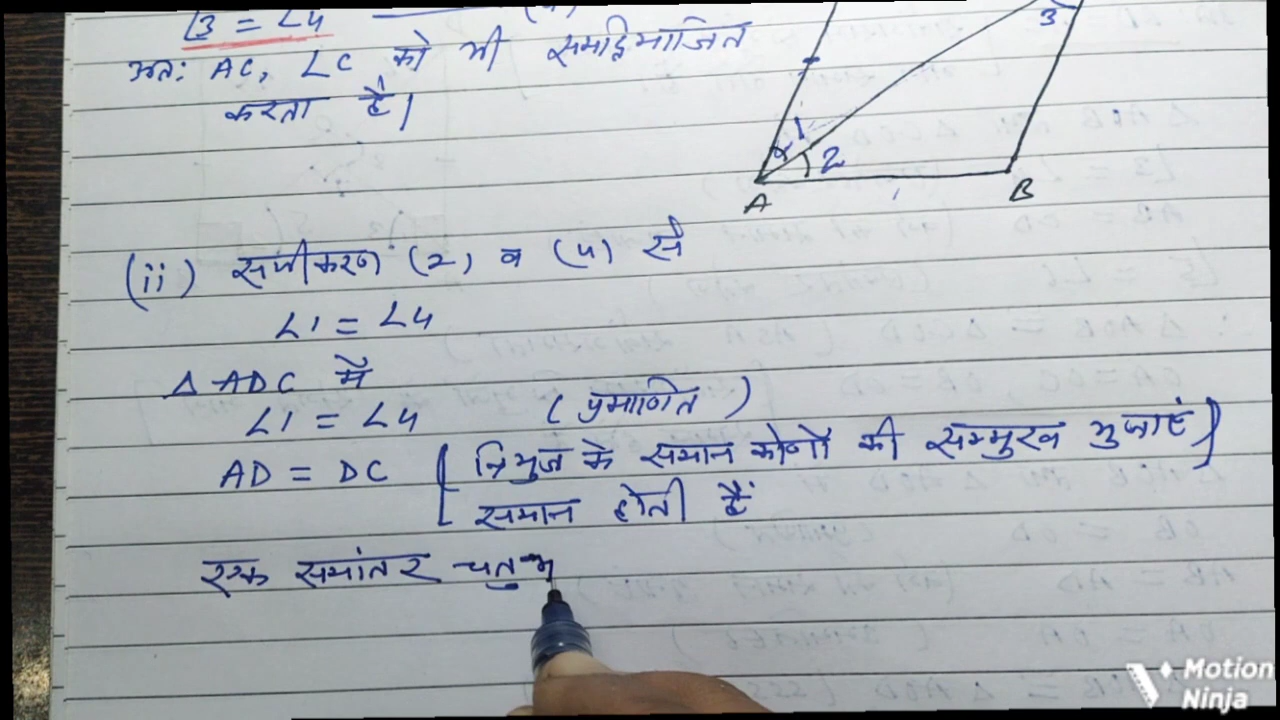 ∠3 = ∠4
अतः AC, ∠C को भी समद्विभाजित
करता है।
3
1
2
A
B
(ii) समीकरण (2) व (4) से
∠1 = ∠4
△ ADC में
∠1 = ∠4 (प्रमाणित)
AD = DC [त्रिभुज के समान कोणों की सम्मुख भुजाएं]
समान होती हैं
एक समांतर चतुर्भ
Motion
Ninja